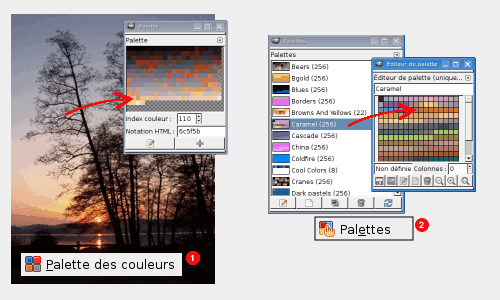 Palette
Palette
Index couleur : 110
Notation HTML : 6c5f5b
Palette des couleurs 1
Palettes
Palettes
Bears (256)
Bgold (256)
Blues (256)
Borders (256)
Browns And Yellows (22)
Caramel (256)
Cascade (256)
China (256)
Coldfire (256)
Cool Colors (8)
Cranes (256)
Dark pastels (256)
Éditeur de palette
Éditeur de palette (unique...
Caramel
Non définie Colonnes : 0
Palettes 2